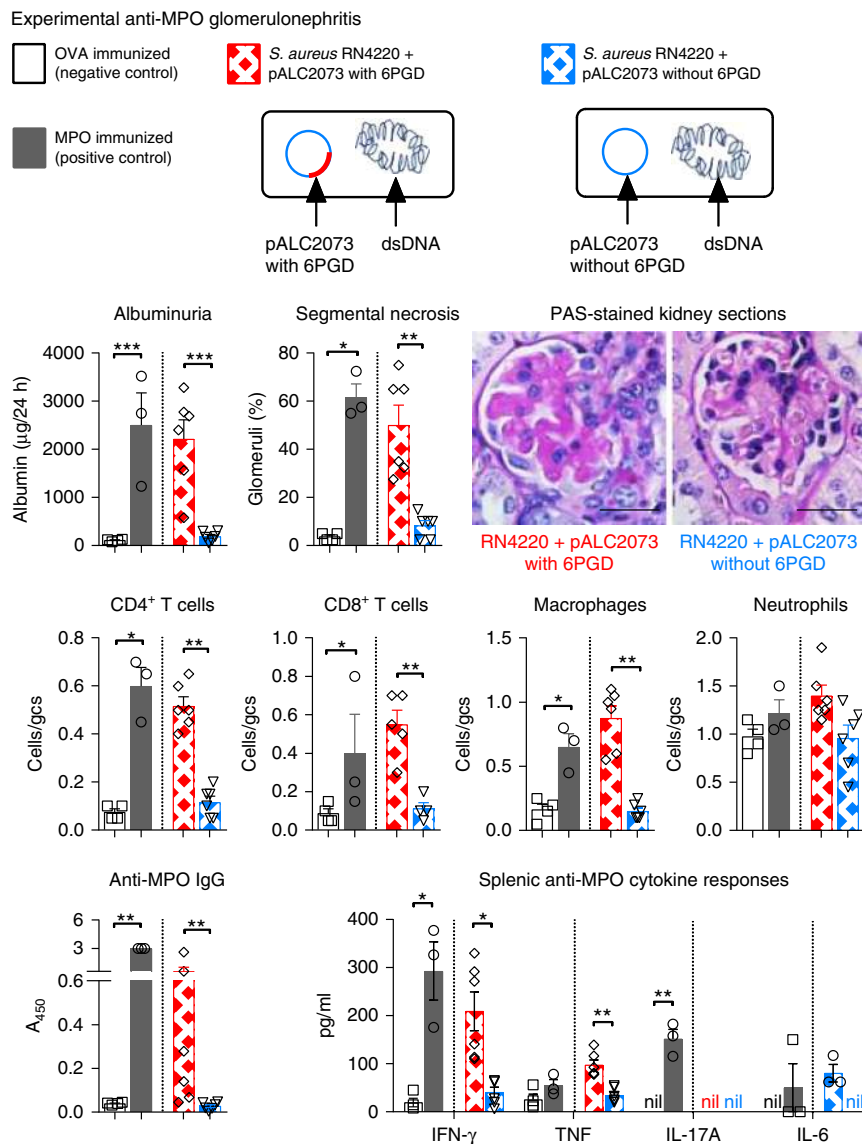 Experimental anti-MPO glomerulonephritis
OVA immunized
(negative control)
S. aureus RN4220 +
pALC2073 with 6PGD
S. aureus RN4220 +
pALC2073 without 6PGD
MPO immunized
(positive control)
pALC2073
with 6PGD
dsDNA
pALC2073
without 6PGD
dsDNA
Albuminuria
Segmental necrosis
PAS-stained kidney sections
Albumin (μg/24 h)
4000
3000
2000
1000
0
***
***
Glomeruli (%)
80
60
40
20
0
*
**
RN4220 + pALC2073
with 6PGD
RN4220 + pALC2073
without 6PGD
CD4+ T cells
CD8+ T cells
Macrophages
Neutrophils
Cells/gcs
0.8
0.6
0.4
0.2
0.0
*
**
Cells/gcs
1.0
0.8
0.6
0.4
0.2
0.0
*
**
Cells/gcs
1.5
1.0
0.5
0.0
*
**
Cells/gcs
2.0
1.5
1.0
0.5
0.0
Anti-MPO IgG
Splenic anti-MPO cytokine responses
A450
6
3
0.6
0.4
0.2
0.0
**
**
pg/ml
400
300
200
100
0
*
*
**
**
nil
nil nil
nil
nil
IFN-γ
TNF
IL-17A
IL-6